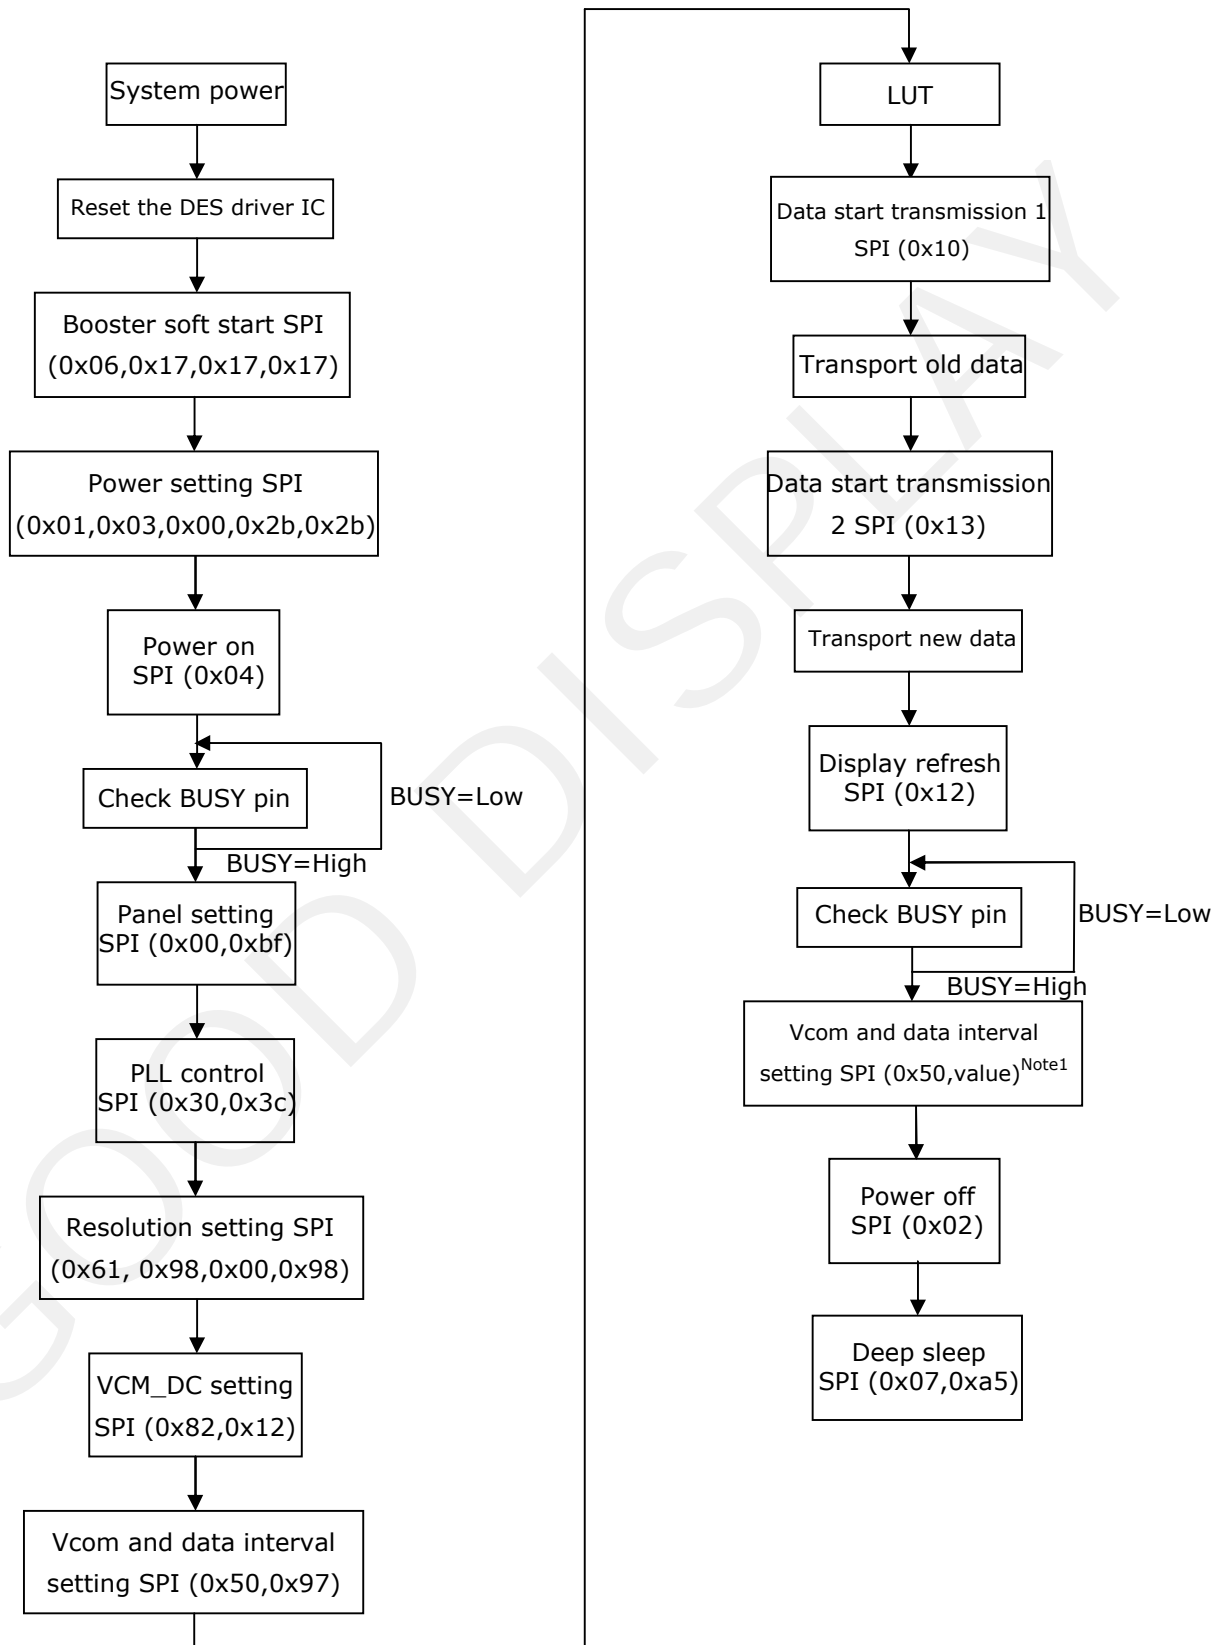 System power
Reset the DES driver IC
Booster soft start SPI
(0x06,0x17,0x17,0x17)
Power setting SPI
(0x01,0x03,0x00,0x2b,0x2b)
Power on
SPI (0x04)
Check BUSY pin
BUSY=Low
BUSY=High
Panel setting
SPI (0x00,0xbf)
PLL control
SPI (0x30,0x3c)
Resolution setting SPI
(0x61, 0x98,0x00,0x98)
VCM_DC setting
SPI (0x82,0x12)
Vcom and data interval
setting SPI (0x50,0x97)
LUT
Data start transmission 1
SPI (0x10)
Transport old data
Data start transmission
2 SPI (0x13)
Transport new data
Display refresh
SPI (0x12)
Check BUSY pin
BUSY=Low
BUSY=High
Vcom and data interval
setting SPI (0x50,value)Note1
Power off
SPI (0x02)
Deep sleep
SPI (0x07,0xa5)
GOOD DISPLAY